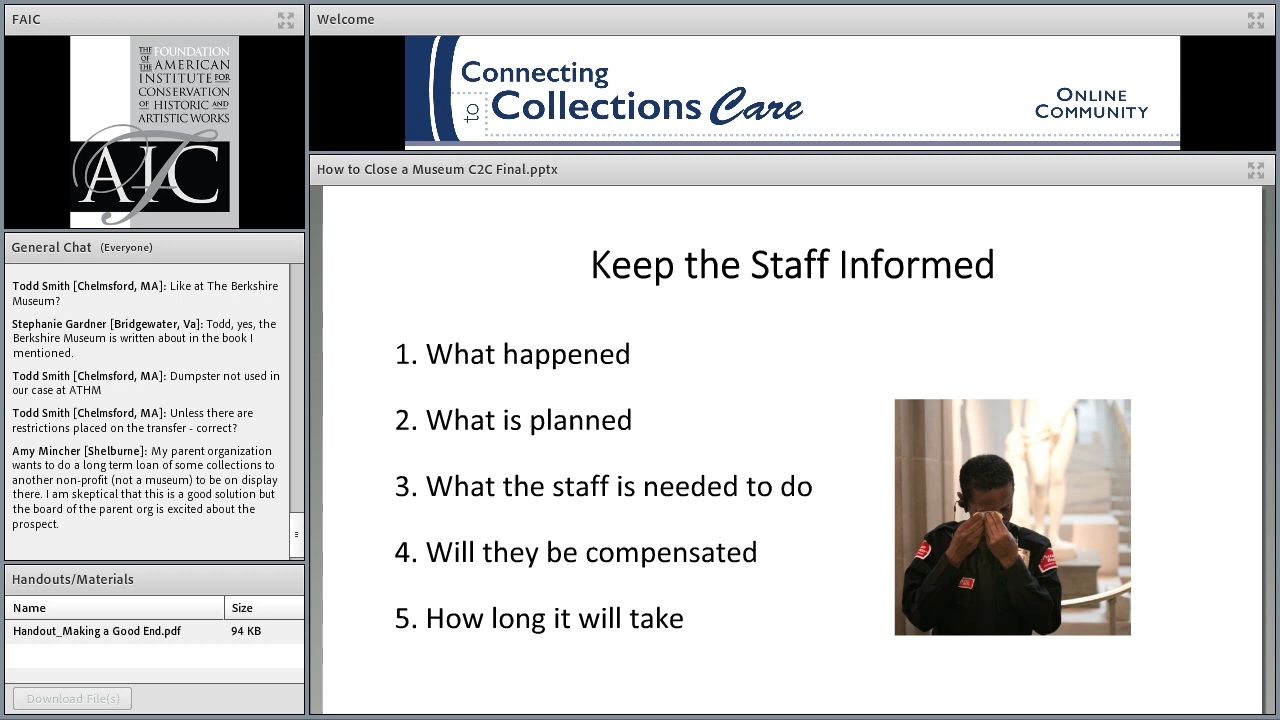 FAIC
THE FOUNDATION
OF THE AMERICAN
INSTITUTE FOR
CONSERVATION
OF HISTORIC AND
ARTISTIC WORKS
AIC
General Chat (Everyone)
Todd Smith [Chelmsford, MA]: Like at The Berkshire
Museum?
Stephanie Gardner [Bridgewater, Va]: Todd, yes, the
Berkshire Museum is written about in the book I
mentioned.
Todd Smith [Chelmsford, MA]: Dumpster not used in
our case at ATHM
Todd Smith [Chelmsford, MA]: Unless there are
restrictions placed on the transfer - correct?
Amy Mincher [Shelburne]: My parent organization
wants to do a long term loan of some collections to
another non-profit (not a museum) to be on display
there. I am skeptical that this is a good solution but
the board of the parent org is excited about the
prospect.
Handouts/Materials
Name Size
Handout_Making a Good End.pdf 94 KB
Download File(s)
Welcome
Connecting
to Collections Care
ONLINE
COMMUNITY
How to Close a Museum C2C Final.pptx
Keep the Staff Informed
1. What happened
2. What is planned
3. What the staff is needed to do
4. Will they be compensated
5. How long it will take